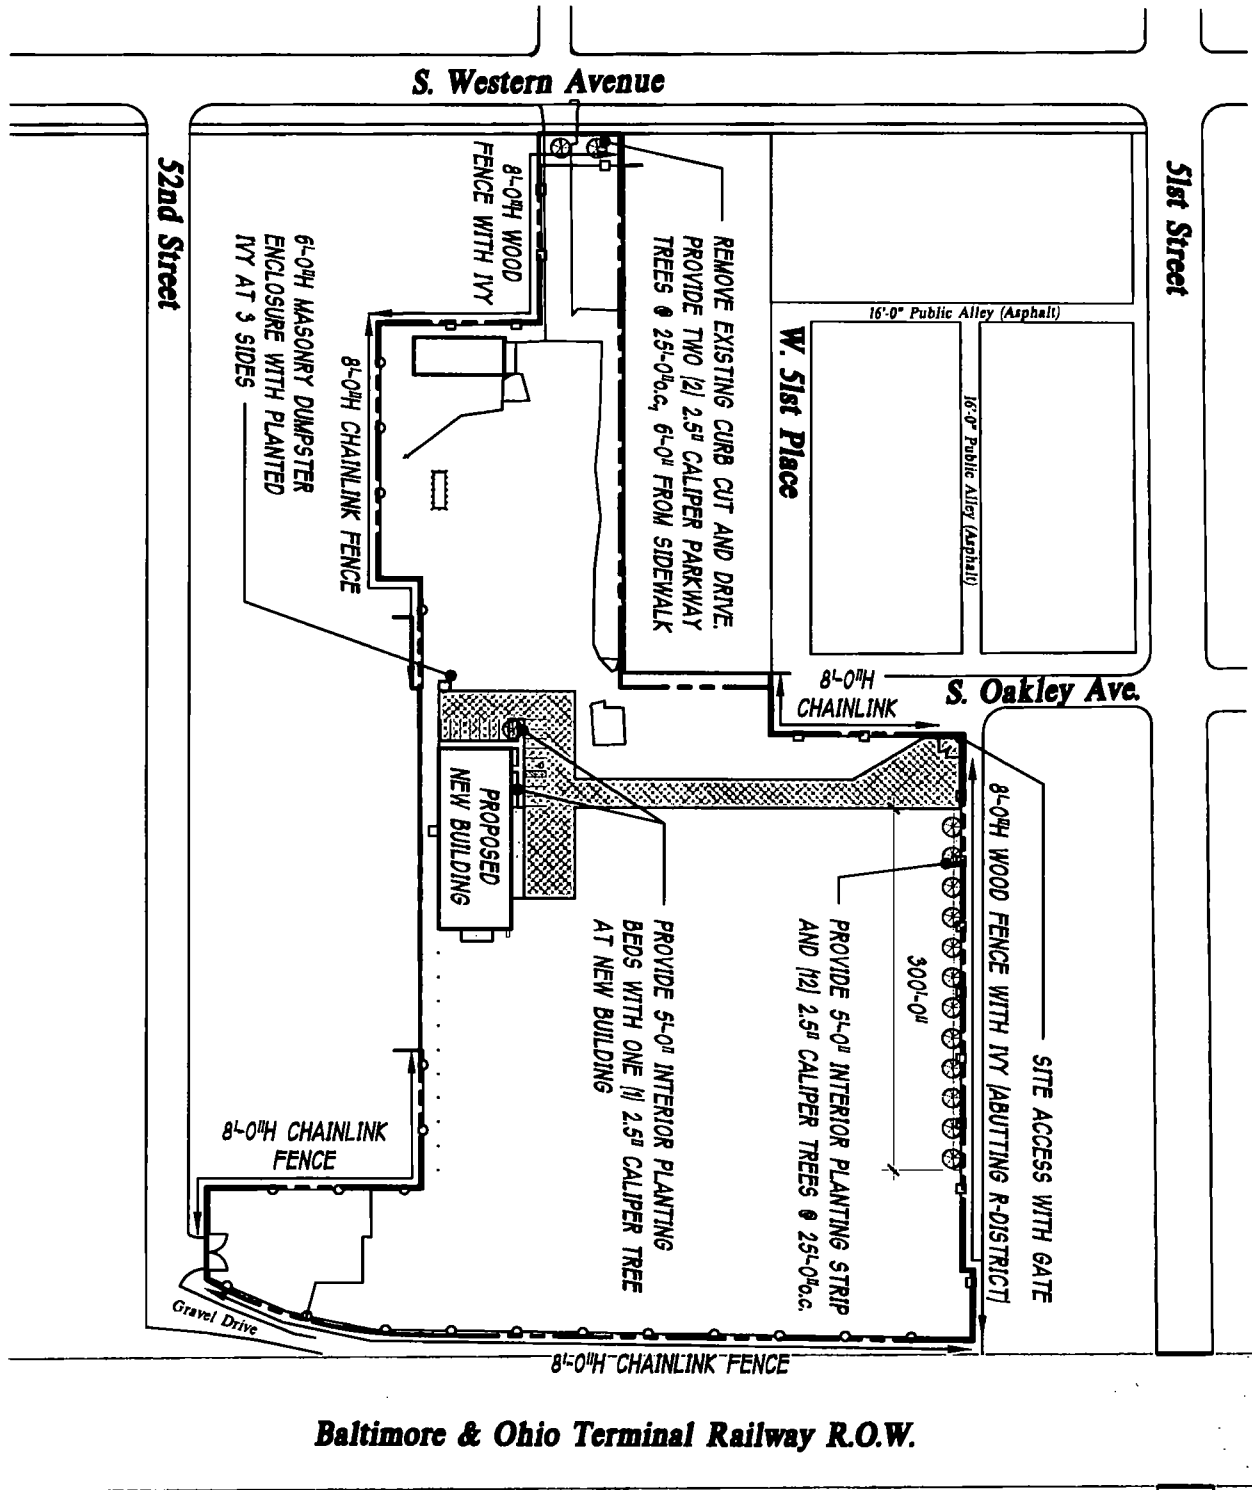 S. Western Avenue
52nd Street
51st Street
8'-0"H WOOD
FENCE WITH IVY
6'-0"H MASONRY DUMPSTER
ENCLOSURE WITH PLANTED
IVY AT 3 SIDES
8'-0"H CHAINLINK FENCE
REMOVE EXISTING CURB CUT AND DRIVE.
PROVIDE TWO (2) 2.5" CALIPER PARKWAY
TREES @ 25'-0"o.c., 6'-0" FROM SIDEWALK
W. 51st Place
16'-0" Public Alley (Asphalt)
16'-0" Public Alley (Asphalt)
8'-0"H
CHAINLINK
S. Oakley Ave.
PROPOSED
NEW BUILDING
PROVIDE 5'-0" INTERIOR PLANTING
BEDS WITH ONE (1) 2.5" CALIPER TREE
AT NEW BUILDING
PROVIDE 5'-0" INTERIOR PLANTING STRIP
AND (12) 2.5" CALIPER TREES @ 25'-0"o.c.
300'-0"
8'-0"H WOOD FENCE WITH IVY (ABUTTING R-DISTRICT)
SITE ACCESS WITH GATE
8'-0"H CHAINLINK
FENCE
Gravel Drive
8'-0"H CHAINLINK FENCE
Baltimore & Ohio Terminal Railway R.O.W.